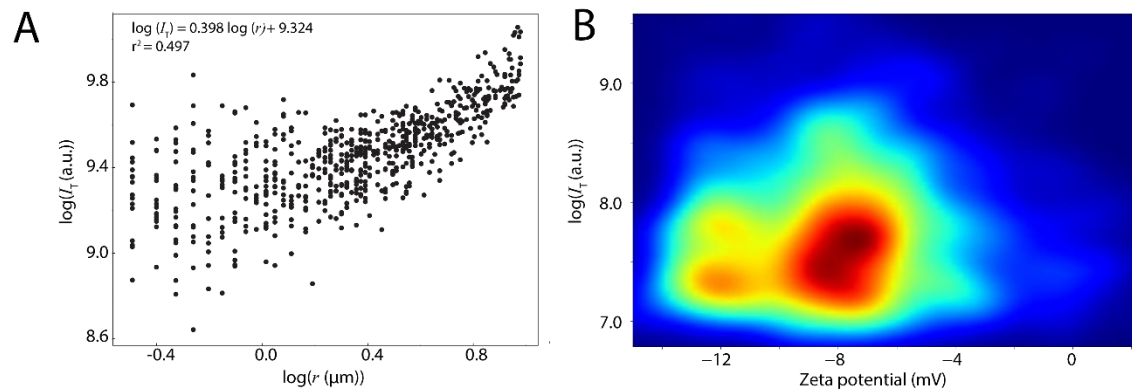 A
log (I_T) = 0.398 log (r) + 9.324
r² = 0.497
9.8
9.4
9.0
8.6
log(I_T (a.u.))
-0.4
0.0
0.4
0.8
log(r (μm))
B
9.0
8.0
7.0
log(I_T (a.u.))
−12
−8
−4
0
Zeta potential (mV)